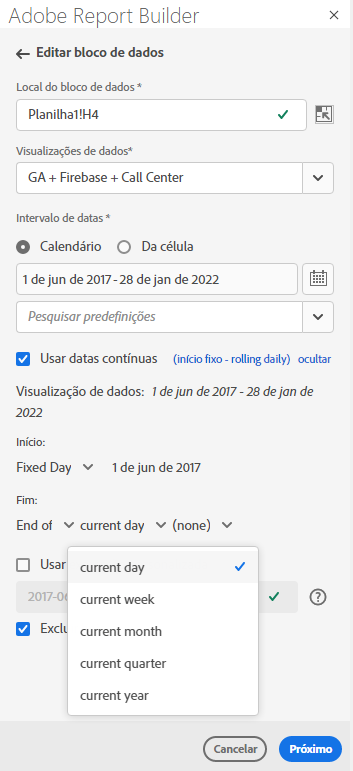 Adobe Report Builder
Editar bloco de dados
Local do bloco de dados *
Planilha1!H4
Visualizações de dados*
GA + Firebase + Call Center
Intervalo de datas *
Calendário Da célula
1 de jun de 2017 - 28 de jan de 2022
Pesquisar predefinições
Usar datas contínuas (início fixo - rolling daily) ocultar
Visualização de dados: 1 de jun de 2017 - 28 de jan de
2022
Início:
Fixed Day 1 de jun de 2017
Fim:
End of current day (none)
Usar
current day
2017-0
current week
Exclu
current month
current quarter
current year
Cancelar Próximo